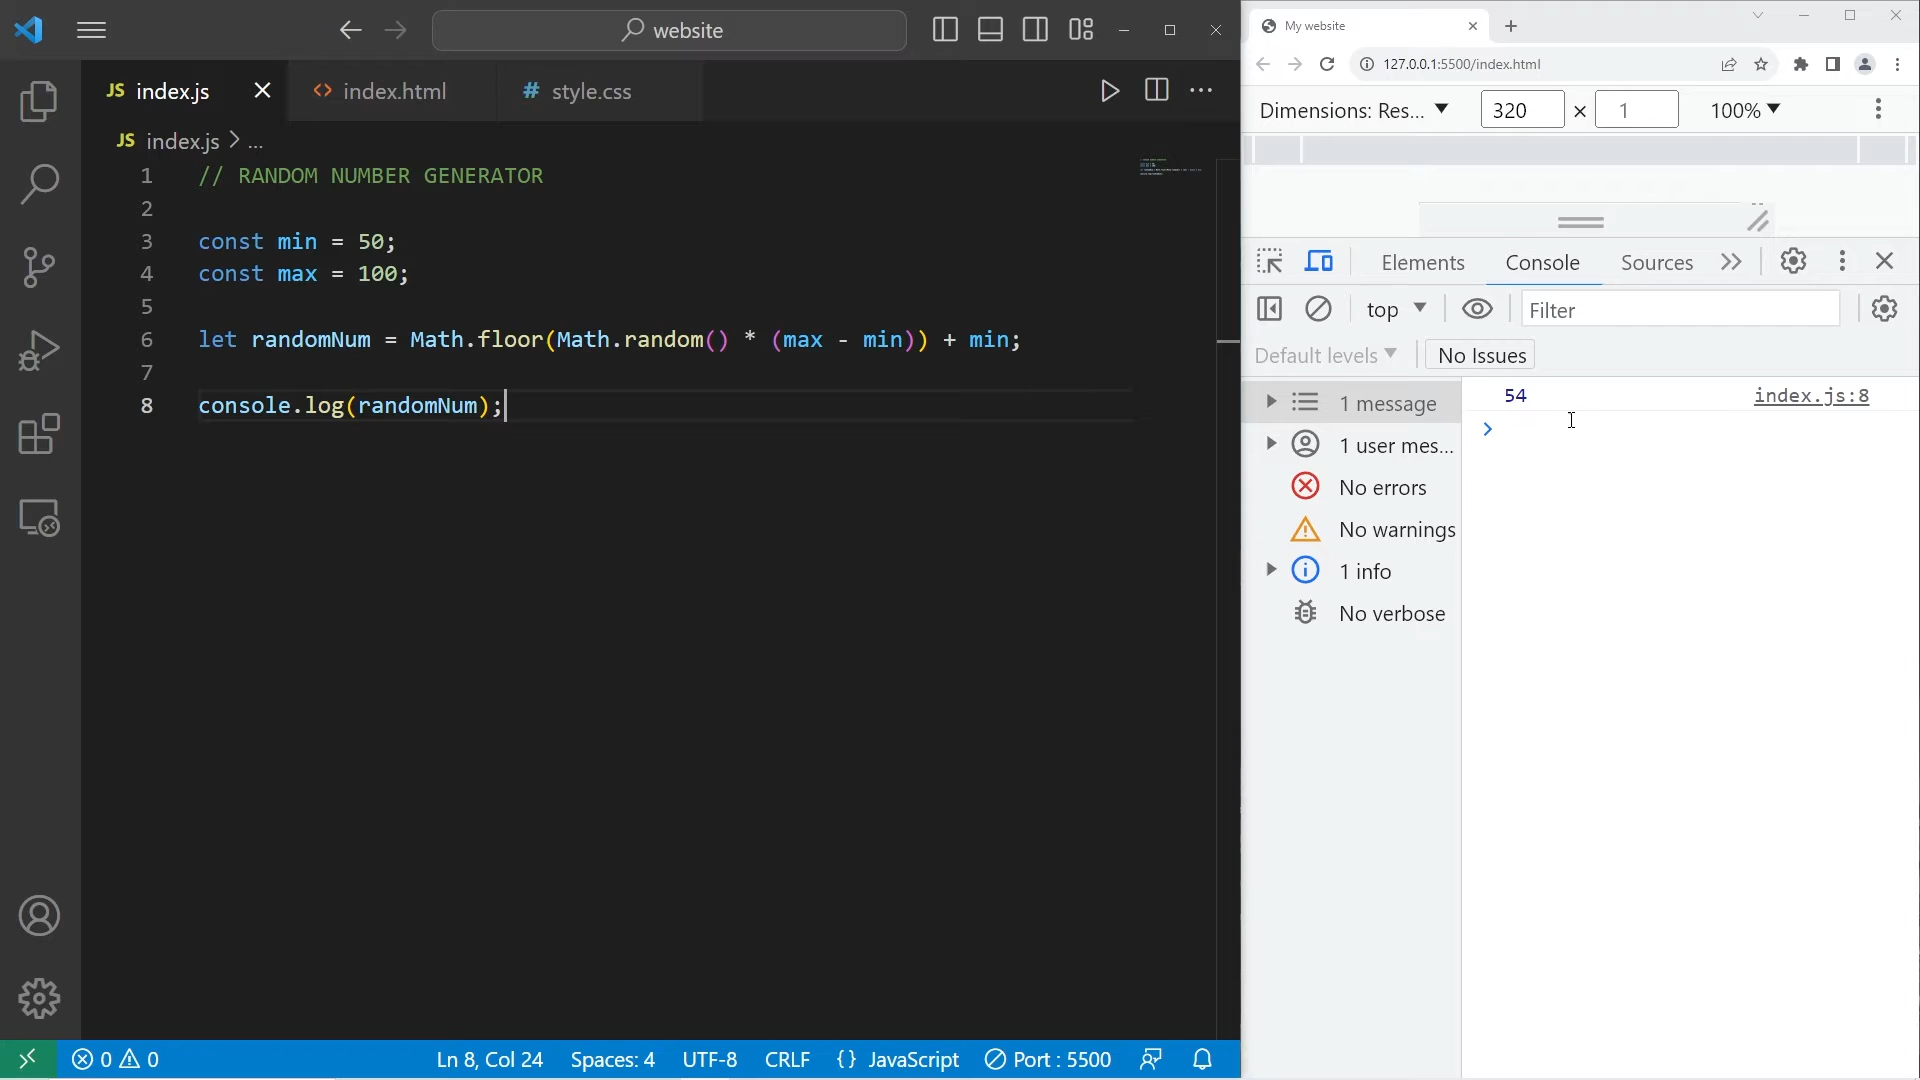 website
JS index.js
<> index.html
# style.css
JS index.js > ...
1 // RANDOM NUMBER GENERATOR
2
3 const min = 50;
4 const max = 100;
5
6 let randomNum = Math.floor(Math.random() * (max - min)) + min;
7
8 console.log(randomNum);
0 0
Ln 8, Col 24
Spaces: 4
UTF-8
CRLF
{} JavaScript
Port : 5500
My website
127.0.0.1:5500/index.html
Dimensions: Res... 320 × 1 100%
Elements Console Sources
top Filter
Default levels No Issues
1 message
1 user mes...
No errors
No warnings
1 info
No verbose
54 index.js:8